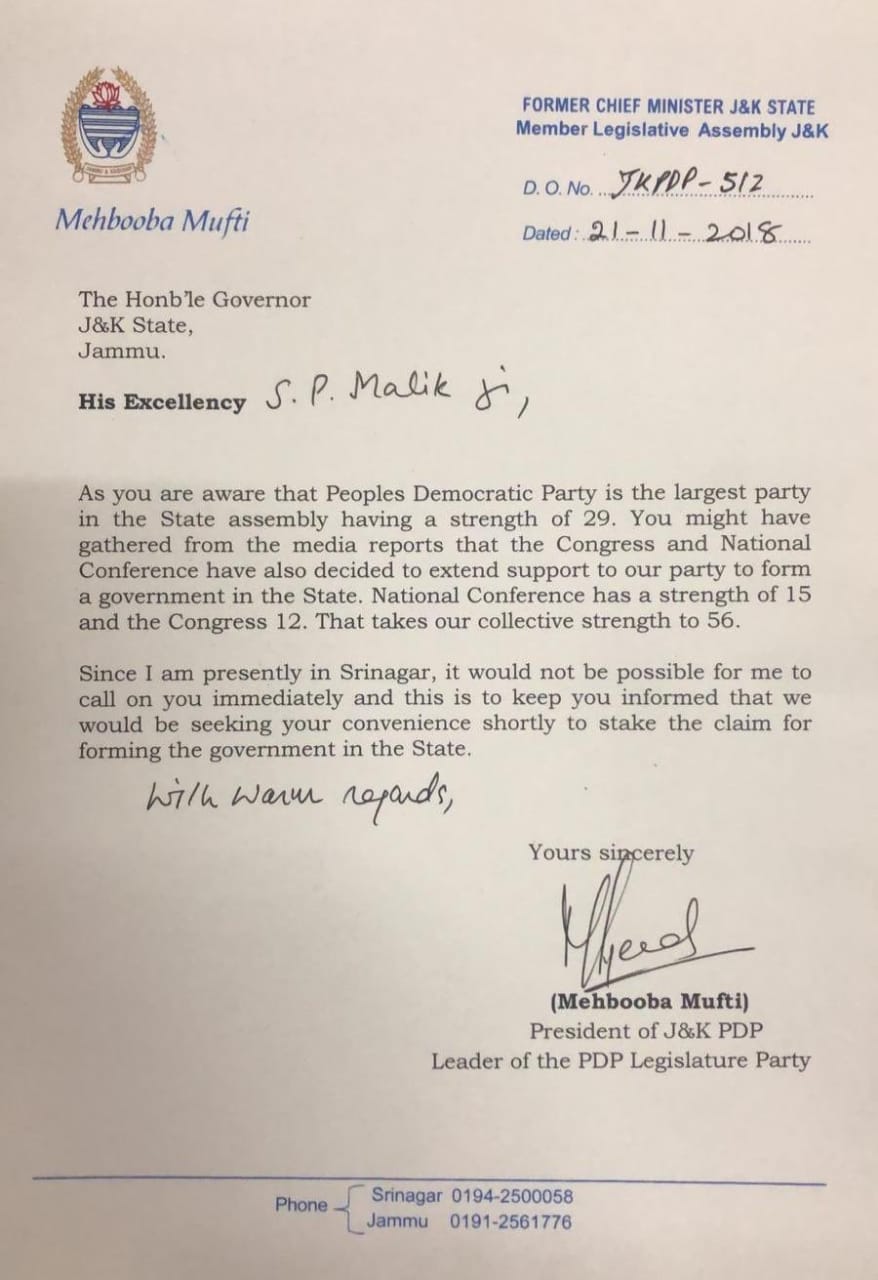 FORMER CHIEF MINISTER J&K STATE
Member Legislative Assembly J&K
JAMMU & KASHMIR
Mehbooba Mufti
D. O. No. JKPDP-512
Dated : 21-11-2018
The Honb'le Governor
J&K State,
Jammu.
His Excellency S. P. Malik ji,
As you are aware that Peoples Democratic Party is the largest party
in the State assembly having a strength of 29. You might have
gathered from the media reports that the Congress and National
Conference have also decided to extend support to our party to form
a government in the State. National Conference has a strength of 15
and the Congress 12. That takes our collective strength to 56.
Since I am presently in Srinagar, it would not be possible for me to
call on you immediately and this is to keep you informed that we
would be seeking your convenience shortly to stake the claim for
forming the government in the State.
With warm regards,
Yours sincerely
(Mehbooba Mufti)
President of J&K PDP
Leader of the PDP Legislature Party
Phone
Srinagar 0194-2500058
Jammu 0191-2561776